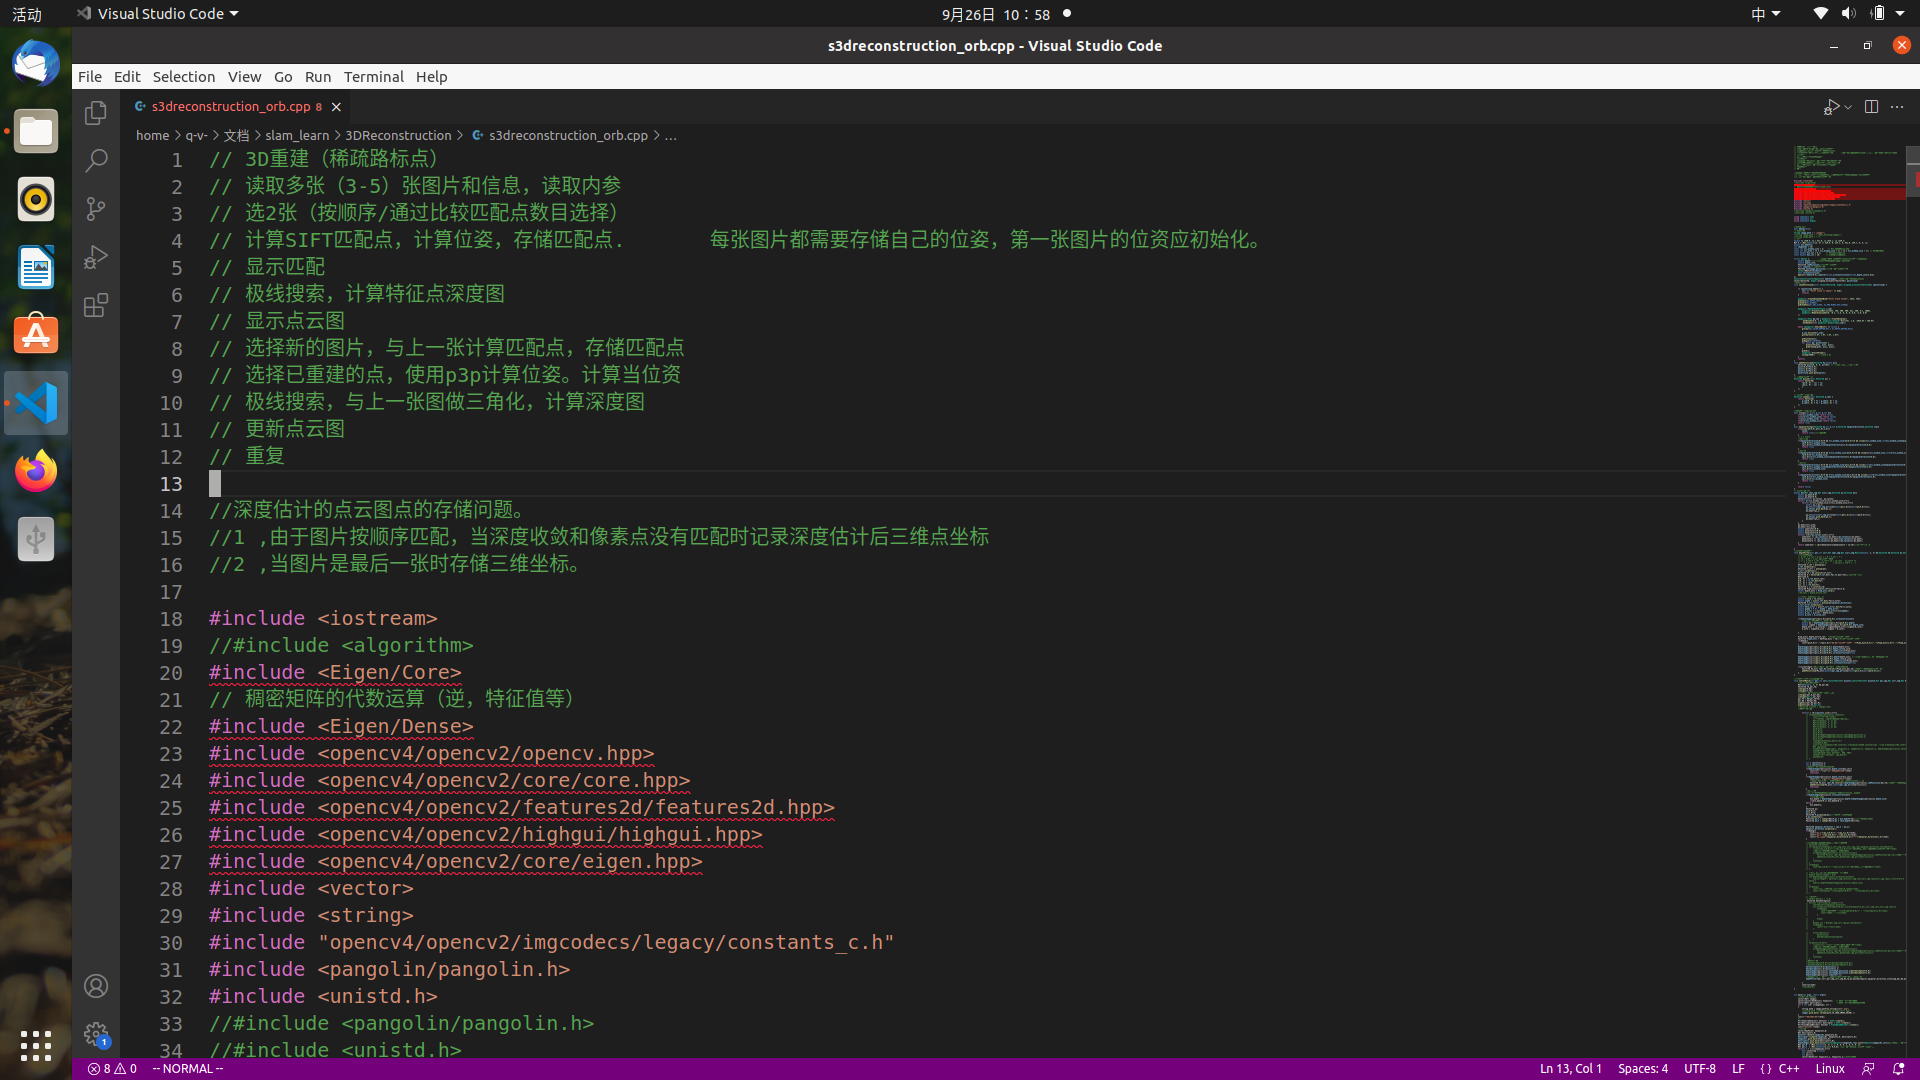 活动
Visual Studio Code
9月26日 10：58
中
s3dreconstruction_orb.cpp - Visual Studio Code
File Edit Selection View Go Run Terminal Help
s3dreconstruction_orb.cpp 8
home > q-v- > 文档 > slam_learn > 3DReconstruction > s3dreconstruction_orb.cpp > ...
1 // 3D重建（稀疏路标点）
2 // 读取多张（3-5）张图片和信息，读取内参
3 // 选2张（按顺序/通过比较匹配点数目选择）
4 // 计算SIFT匹配点，计算位姿，存储匹配点. 每张图片都需要存储自己的位姿，第一张图片的位资应初始化。
5 // 显示匹配
6 // 极线搜索，计算特征点深度图
7 // 显示点云图
8 // 选择新的图片，与上一张计算匹配点，存储匹配点
9 // 选择已重建的点，使用p3p计算位姿。计算当位资
10 // 极线搜索，与上一张图做三角化，计算深度图
11 // 更新点云图
12 // 重复
13
14 //深度估计的点云图点的存储问题。
15 //1 ,由于图片按顺序匹配，当深度收敛和像素点没有匹配时记录深度估计后三维点坐标
16 //2 ,当图片是最后一张时存储三维坐标。
17
18 #include <iostream>
19 //#include <algorithm>
20 #include <Eigen/Core>
21 // 稠密矩阵的代数运算（逆，特征值等）
22 #include <Eigen/Dense>
23 #include <opencv4/opencv2/opencv.hpp>
24 #include <opencv4/opencv2/core/core.hpp>
25 #include <opencv4/opencv2/features2d/features2d.hpp>
26 #include <opencv4/opencv2/highgui/highgui.hpp>
27 #include <opencv4/opencv2/core/eigen.hpp>
28 #include <vector>
29 #include <string>
30 #include "opencv4/opencv2/imgcodecs/legacy/constants_c.h"
31 #include <pangolin/pangolin.h>
32 #include <unistd.h>
33 //#include <pangolin/pangolin.h>
34 //#include <unistd.h>
1
8 0 -- NORMAL --
Ln 13, Col 1 Spaces: 4 UTF-8 LF {} C++ Linux